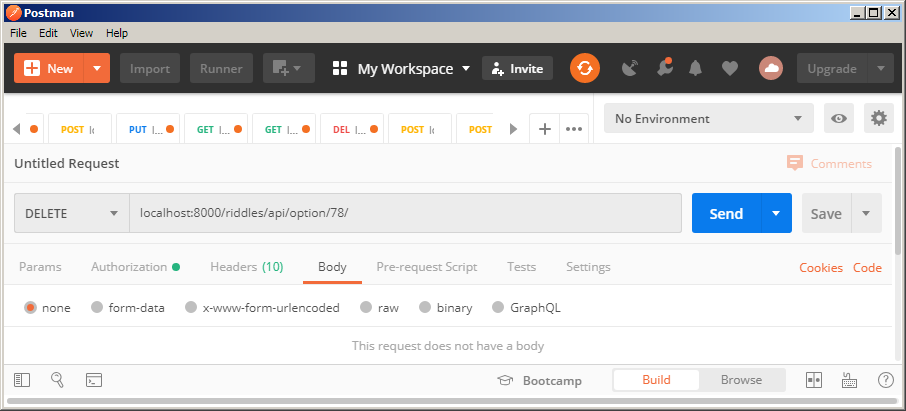 Postman
File Edit View Help
New Import Runner My Workspace Invite Upgrade
POST PUT GET GET DEL POST POST No Environment
Untitled Request Comments
DELETE localhost:8000/riddles/api/option/78/ Send Save
Params Authorization Headers (10) Body Pre-request Script Tests Settings Cookies Code
none form-data x-www-form-urlencoded raw binary GraphQL
This request does not have a body
Bootcamp Build Browse